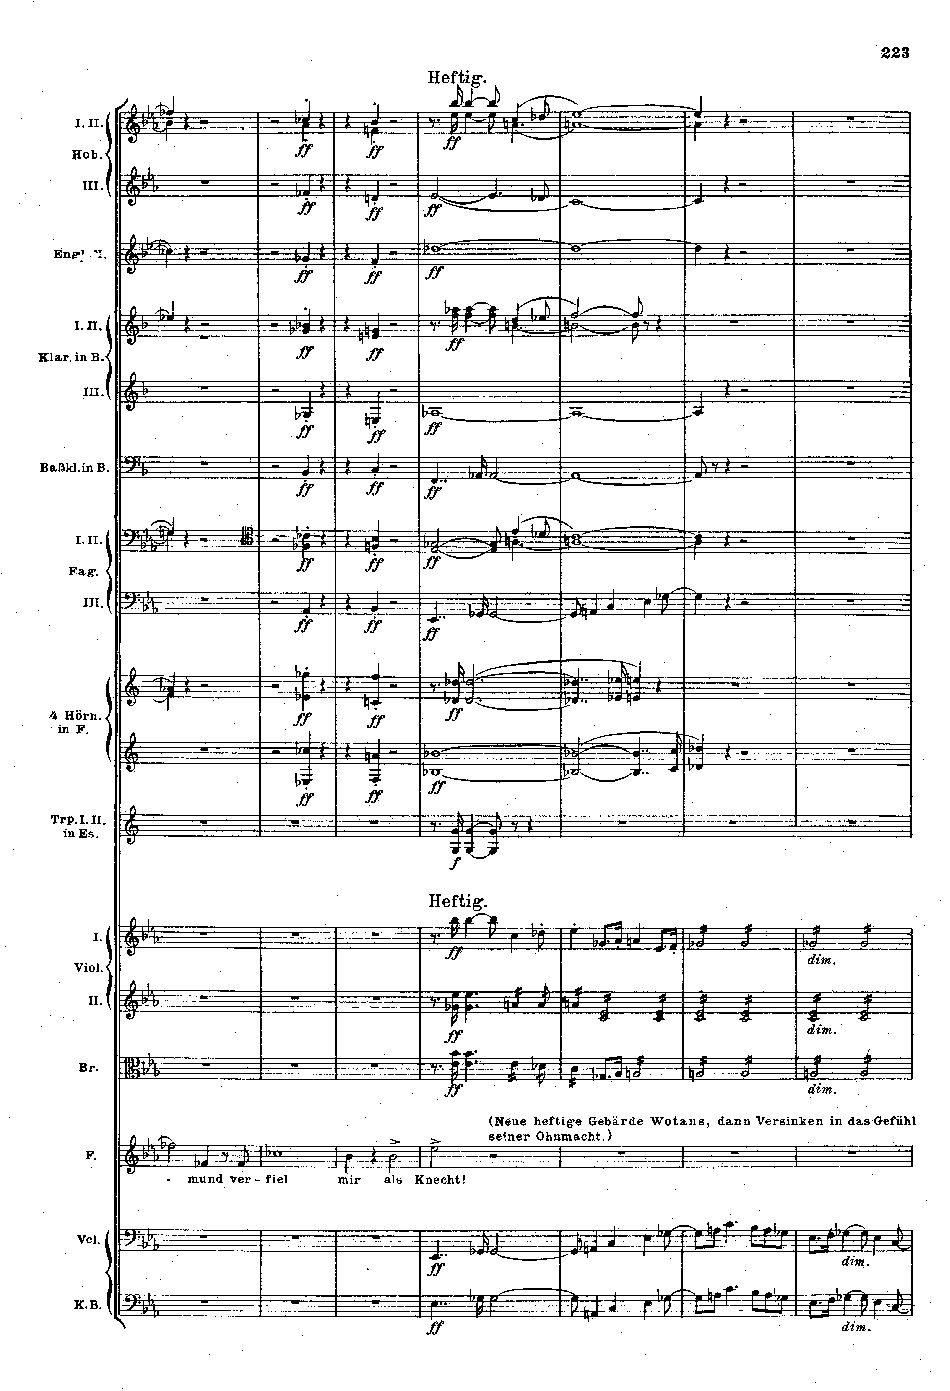 223
Heftig.
I. II.
Hob.
III.
ff ff ff
ff ff ff
ff ff ff
I. II.
Klar. in B.
ff ff ff
III.
ff ff ff
Baßkl. in B.
ff ff ff
I. II.
Fag.
ff ff ff
III.
ff ff ff
4 Hörn.
in F.
ff ff ff
ff ff ff
Trp. I. II.
in Es.
f
Heftig.
I.
Viol.
ff dim.
II.
ff dim.
Br.
ff dim.
(Neue heftige Gebärde Wotans, dann Versinken in das Gefühl
seiner Ohnmacht.)
F.
- mund ver - fiel mir als Knecht!
Vcl.
ff dim.
K.B.
ff dim.